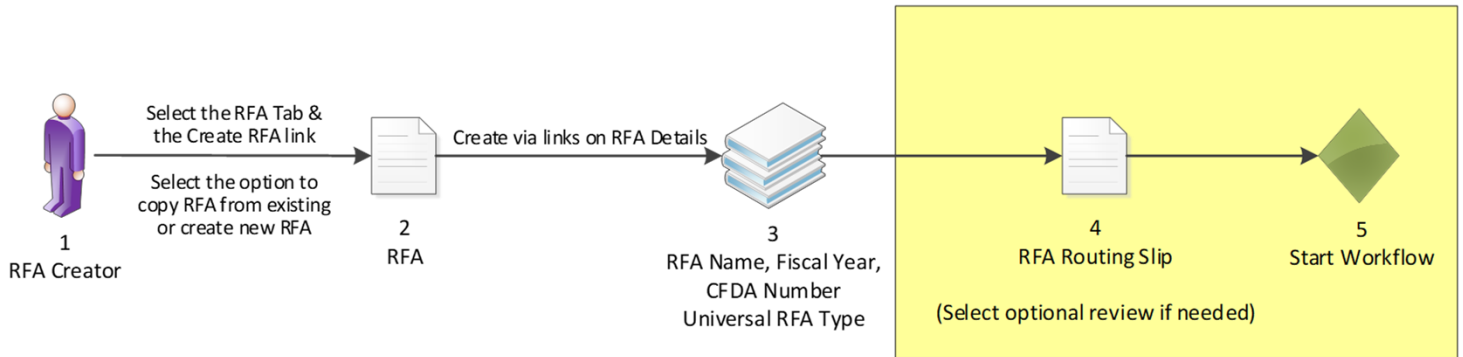 Select the RFA Tab &
the Create RFA link
Select the option to
copy RFA from existing
or create new RFA
1
RFA Creator
2
RFA
Create via links on RFA Details
3
RFA Name, Fiscal Year,
CFDA Number
Universal RFA Type
4
RFA Routing Slip
5
Start Workflow
(Select optional review if needed)